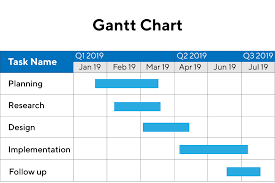 Gantt Chart
Task Name Q1 2019 Q2 2019 Q3 2019
Jan 19 Feb 19 Mar 19 Apr 19 Jun 19 Jul 19
Planning
Research
Design
Implementation
Follow up